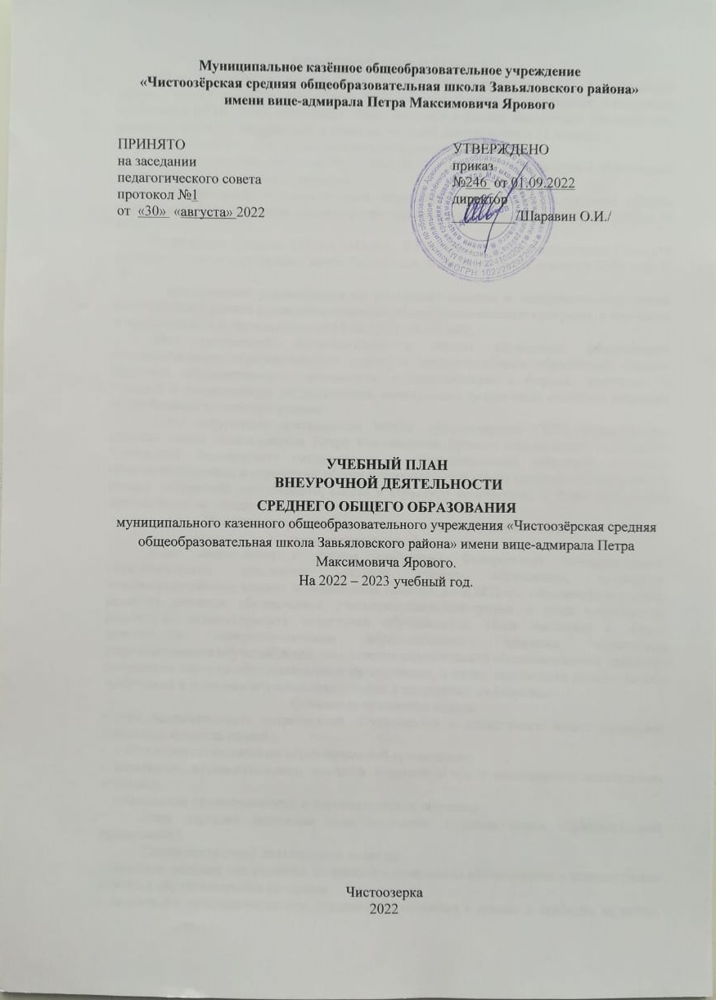 Муниципальное казённое общеобразовательное учреждение
«Чистоозёрская средняя общеобразовательная школа Завьяловского района»
имени вице-адмирала Петра Максимовича Ярового
ПРИНЯТО
на заседании
педагогического совета
протокол №1
от «30» «августа» 2022
УТВЕРЖДЕНО
приказ
№246 от 01.09.2022
директор
/Шаравин О.И./
УЧЕБНЫЙ ПЛАН
ВНЕУРОЧНОЙ ДЕЯТЕЛЬНОСТИ
СРЕДНЕГО ОБЩЕГО ОБРАЗОВАНИЯ
муниципального казенного общеобразовательного учреждения «Чистоозёрская средняя
общеобразовательная школа Завьяловского района» имени вице-адмирала Петра
Максимовича Ярового.
На 2022 – 2023 учебный год.
Чистоозерка
2022